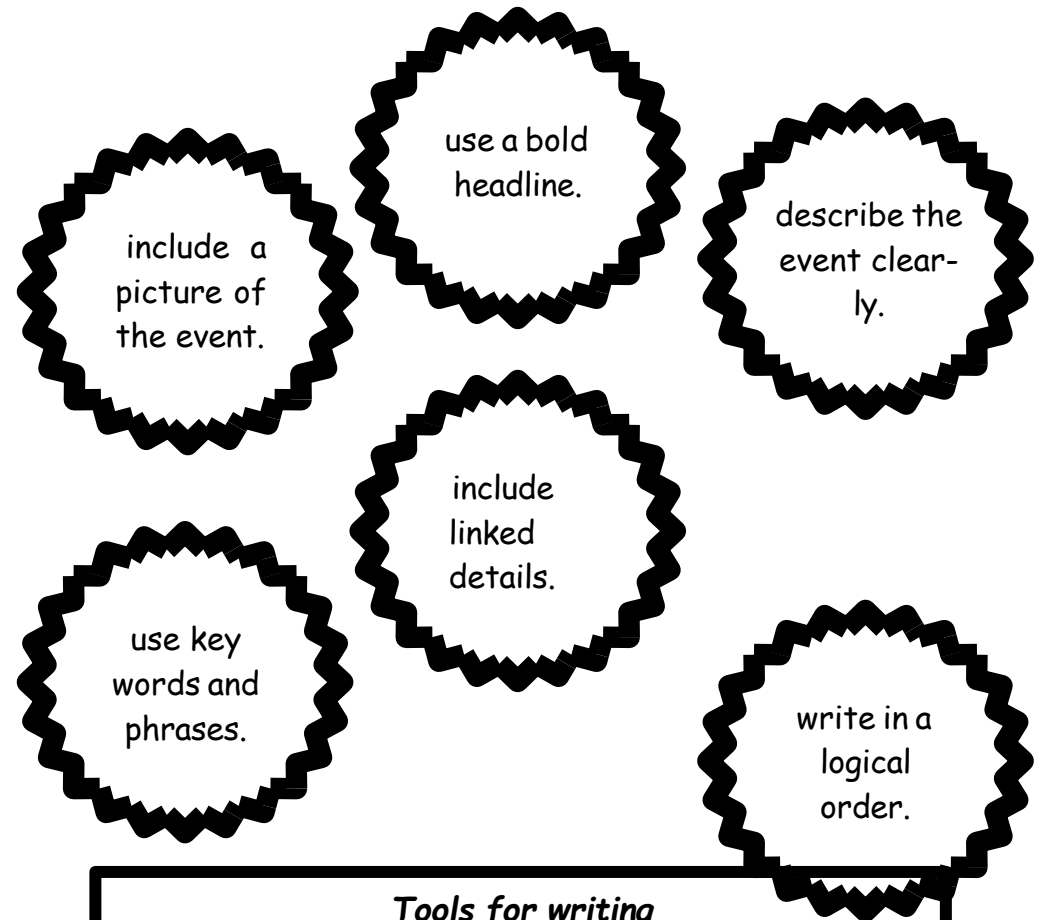 use a bold
headline.
include a
picture of
the event.
describe the
event clear-
ly.
include
linked
details.
use key
words and
phrases.
write in a
logical
order.
Tools for writing